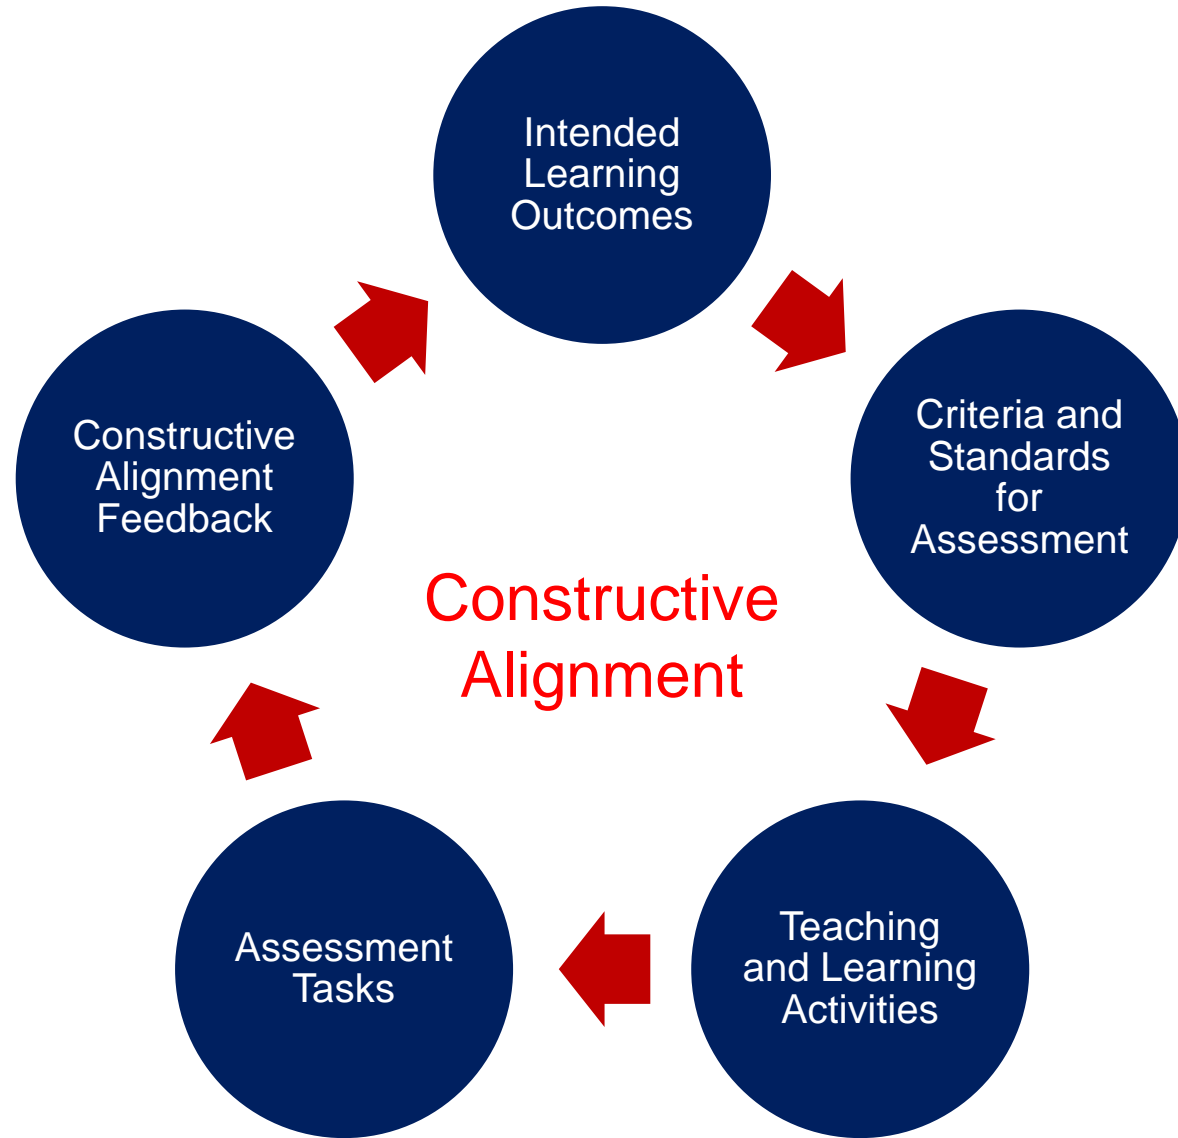 Intended
Learning
Outcomes
Criteria and
Standards
for
Assessment
Teaching
and Learning
Activities
Assessment
Tasks
Constructive
Alignment
Feedback
Constructive
Alignment